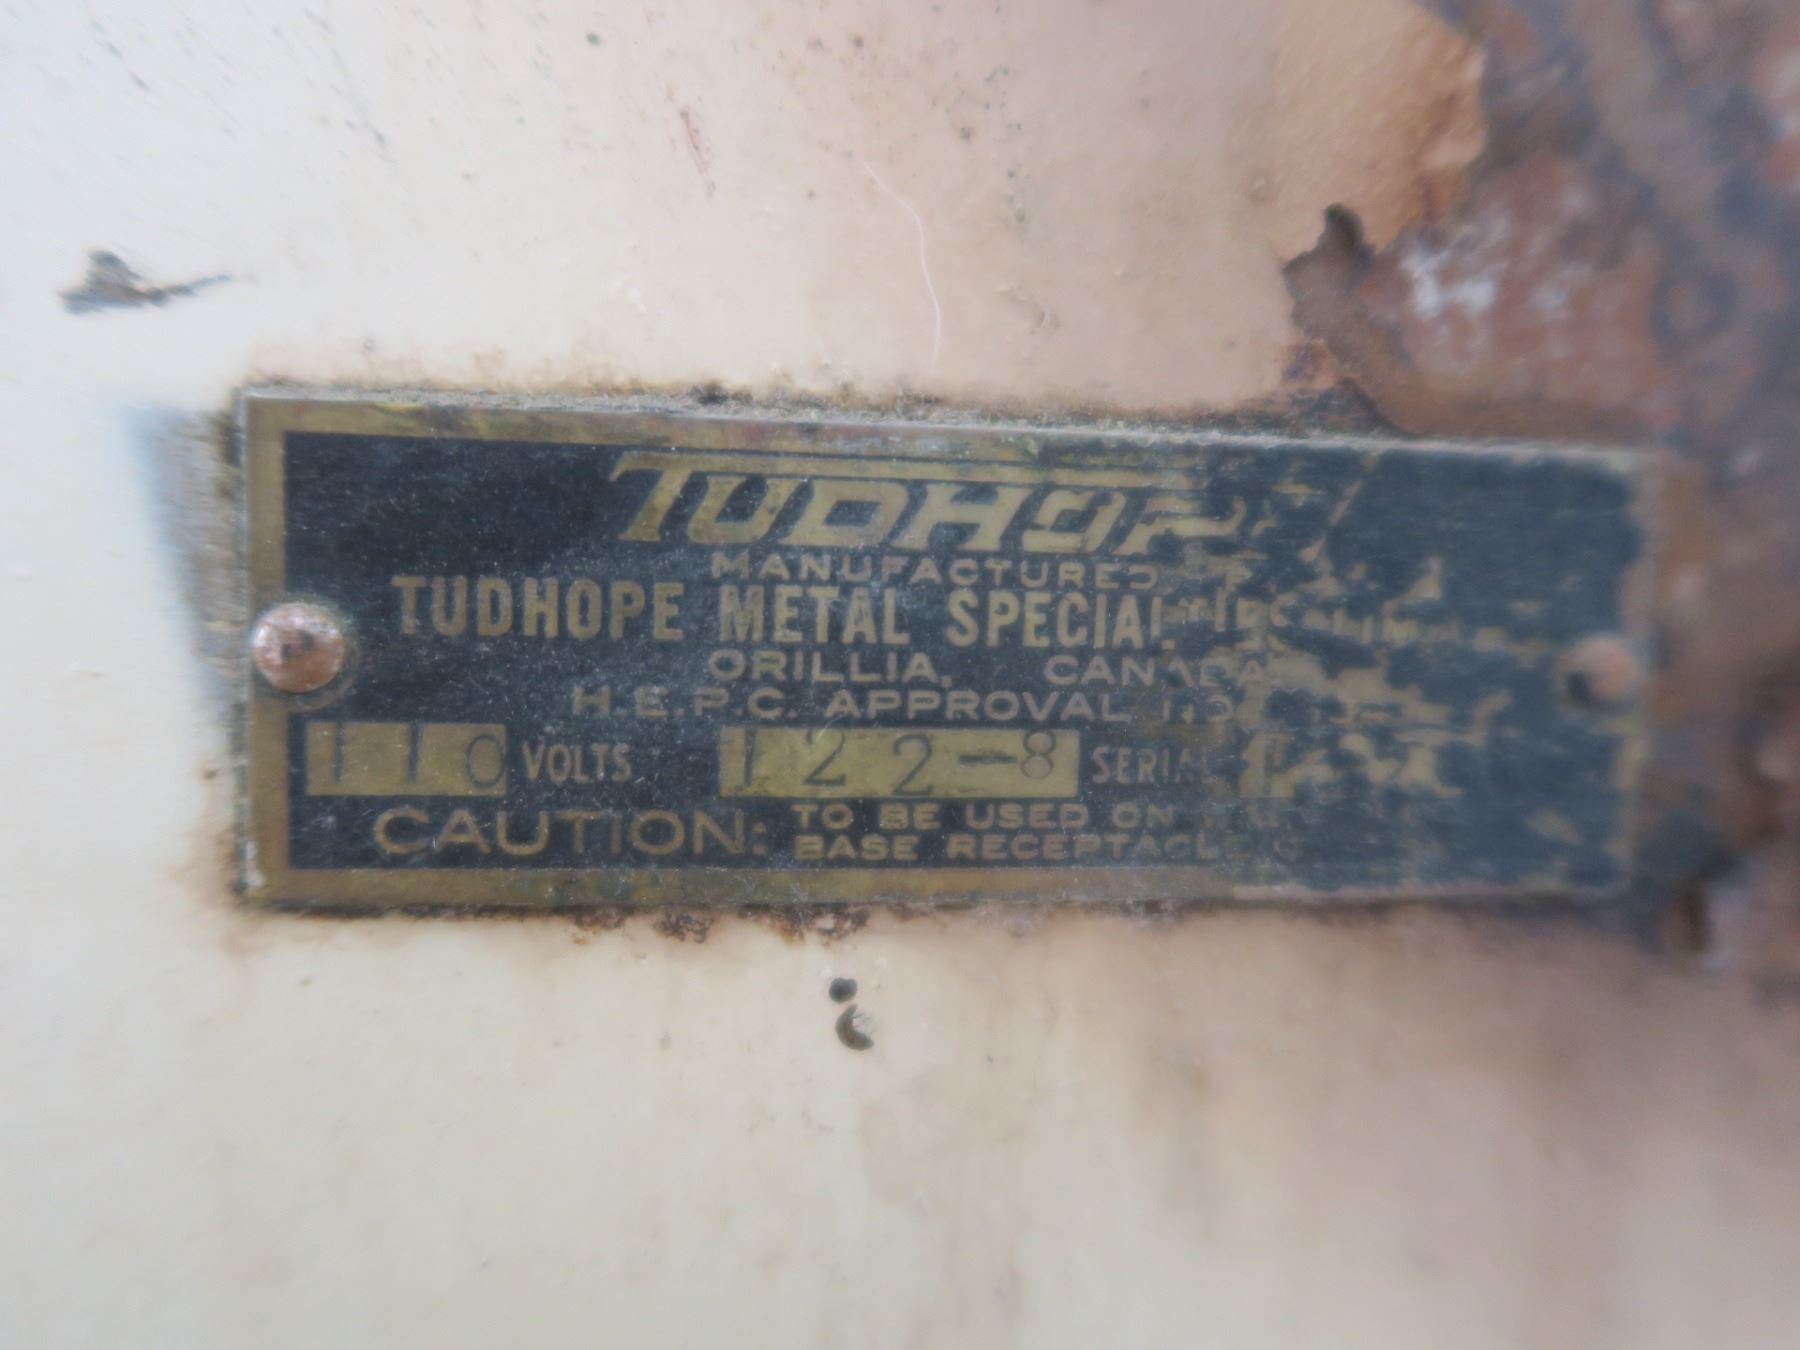 TUDHOP
MANUFACTURED
TUDHOPE METAL SPECIAL
ORILLIA, CANADA
H.E.P.C. APPROVAL NO
110 VOLTS 122-8 SERIAL
CAUTION: TO BE USED ON
BASE RECEPTACLE